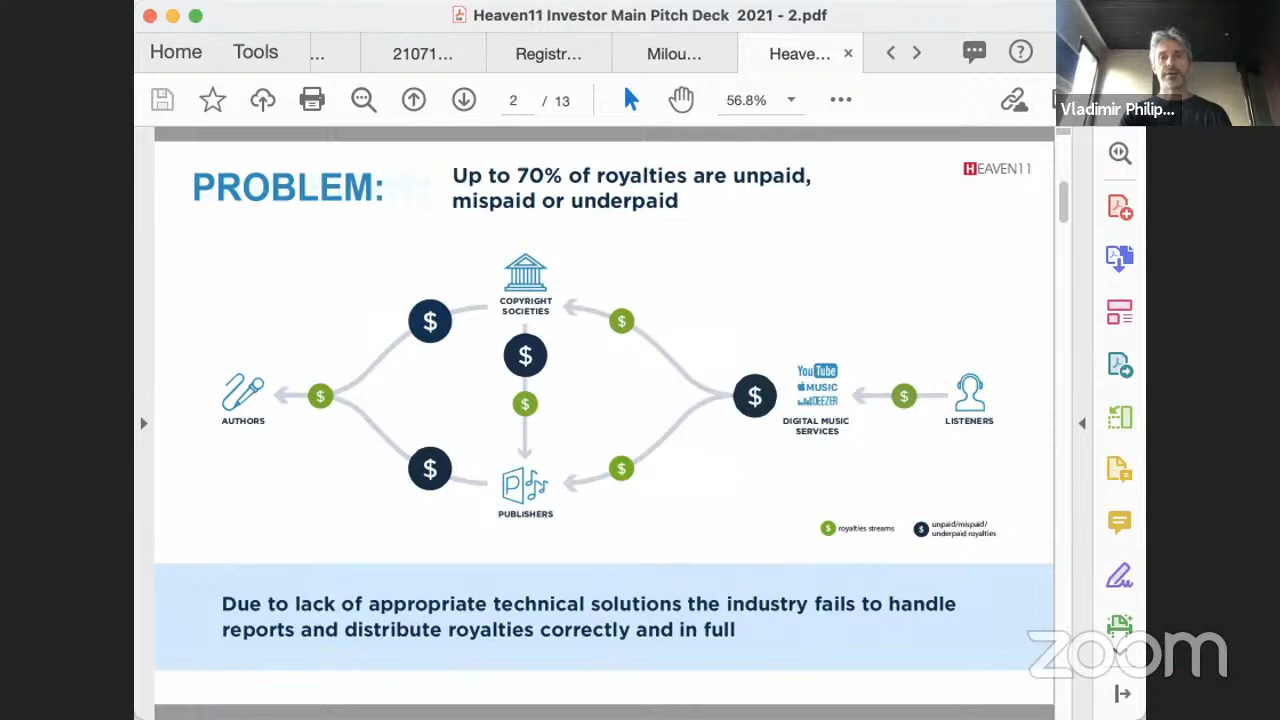 Heaven11 Investor Main Pitch Deck 2021 - 2.pdf
Home Tools ... 21071... Registr... Milou... Heave... ×
2 / 13 56.8%
Vladimir Philip...
PROBLEM:
Up to 70% of royalties are unpaid,
mispaid or underpaid
HEAVEN11
COPYRIGHT
SOCIETIES
$
$
$
$
$
$
$
$
$
YouTube
MUSIC
DEEZER
AUTHORS
DIGITAL MUSIC
SERVICES
LISTENERS
$
$
PUBLISHERS
$ royalties streams
$ unpaid/mispaid/
underpaid royalties
Due to lack of appropriate technical solutions the industry fails to handle
reports and distribute royalties correctly and in full
zoom